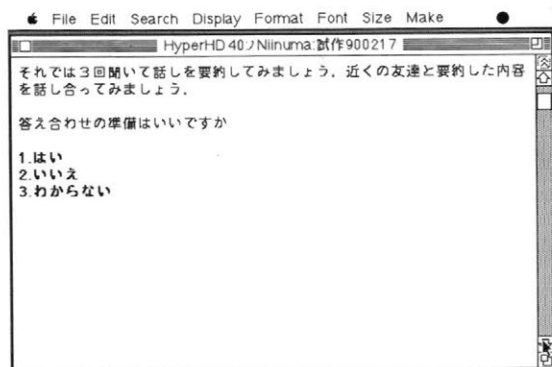 File Edit Search Display Format Font Size Make
HyperHD 40ノNiinuma:試作900217
それでは3回聞いて話しを要約してみましょう．近くの友達と要約した内容
を話し合ってみましょう．
答え合わせの準備はいいですか
1.はい
2.いいえ
3.わからない